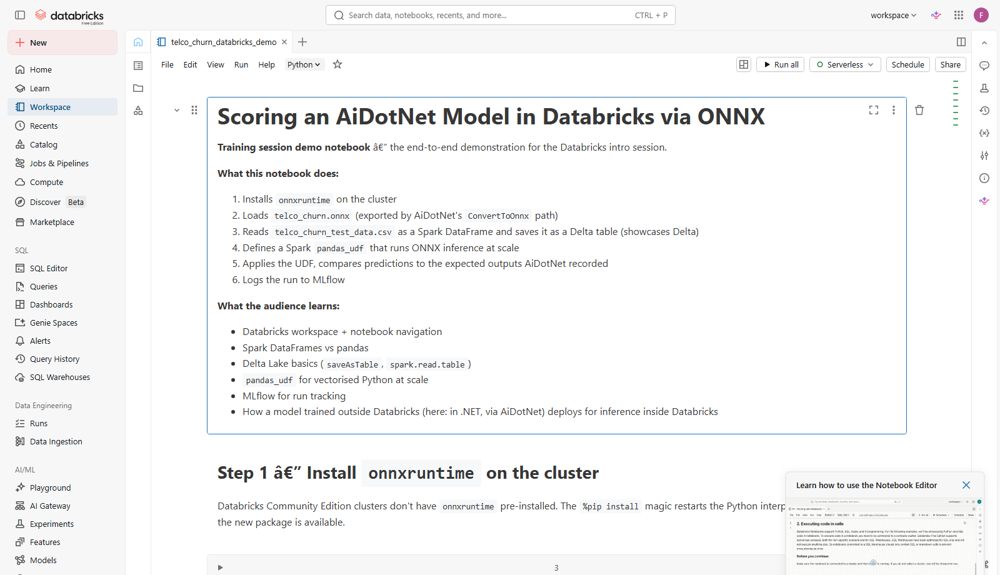 databricks
Free Edition
Search data, notebooks, recents, and more...
CTRL + P
workspace
F
New
Home
Learn
Workspace
Recents
Catalog
Jobs & Pipelines
Compute
Discover Beta
Marketplace
SQL
SQL Editor
Queries
Dashboards
Genie Spaces
Alerts
Query History
SQL Warehouses
Data Engineering
Runs
Data Ingestion
AI/ML
Playground
AI Gateway
Experiments
Features
Models
telco_churn_databricks_demo
File Edit View Run Help Python
Run all Serverless Schedule Share
Scoring an AiDotNet Model in Databricks via ONNX
Training session demo notebook â€” the end-to-end demonstration for the Databricks intro session.
What this notebook does:
1. Installs onnxruntime on the cluster
2. Loads telco_churn.onnx (exported by AiDotNet's ConvertToOnnx path)
3. Reads telco_churn_test_data.csv as a Spark DataFrame and saves it as a Delta table (showcases Delta)
4. Defines a Spark pandas_udf that runs ONNX inference at scale
5. Applies the UDF, compares predictions to the expected outputs AiDotNet recorded
6. Logs the run to MLflow
What the audience learns:
• Databricks workspace + notebook navigation
• Spark DataFrames vs pandas
• Delta Lake basics ( saveAsTable , spark.read.table )
• pandas_udf for vectorised Python at scale
• MLflow for run tracking
• How a model trained outside Databricks (here: in .NET, via AiDotNet) deploys for inference inside Databricks
Step 1 â€” Install onnxruntime on the cluster
Databricks Community Edition clusters don't have onnxruntime pre-installed. The %pip install magic restarts the Python interp
the new package is available.
3
Learn how to use the Notebook Editor
2. Executing code in cells
Before you continue: